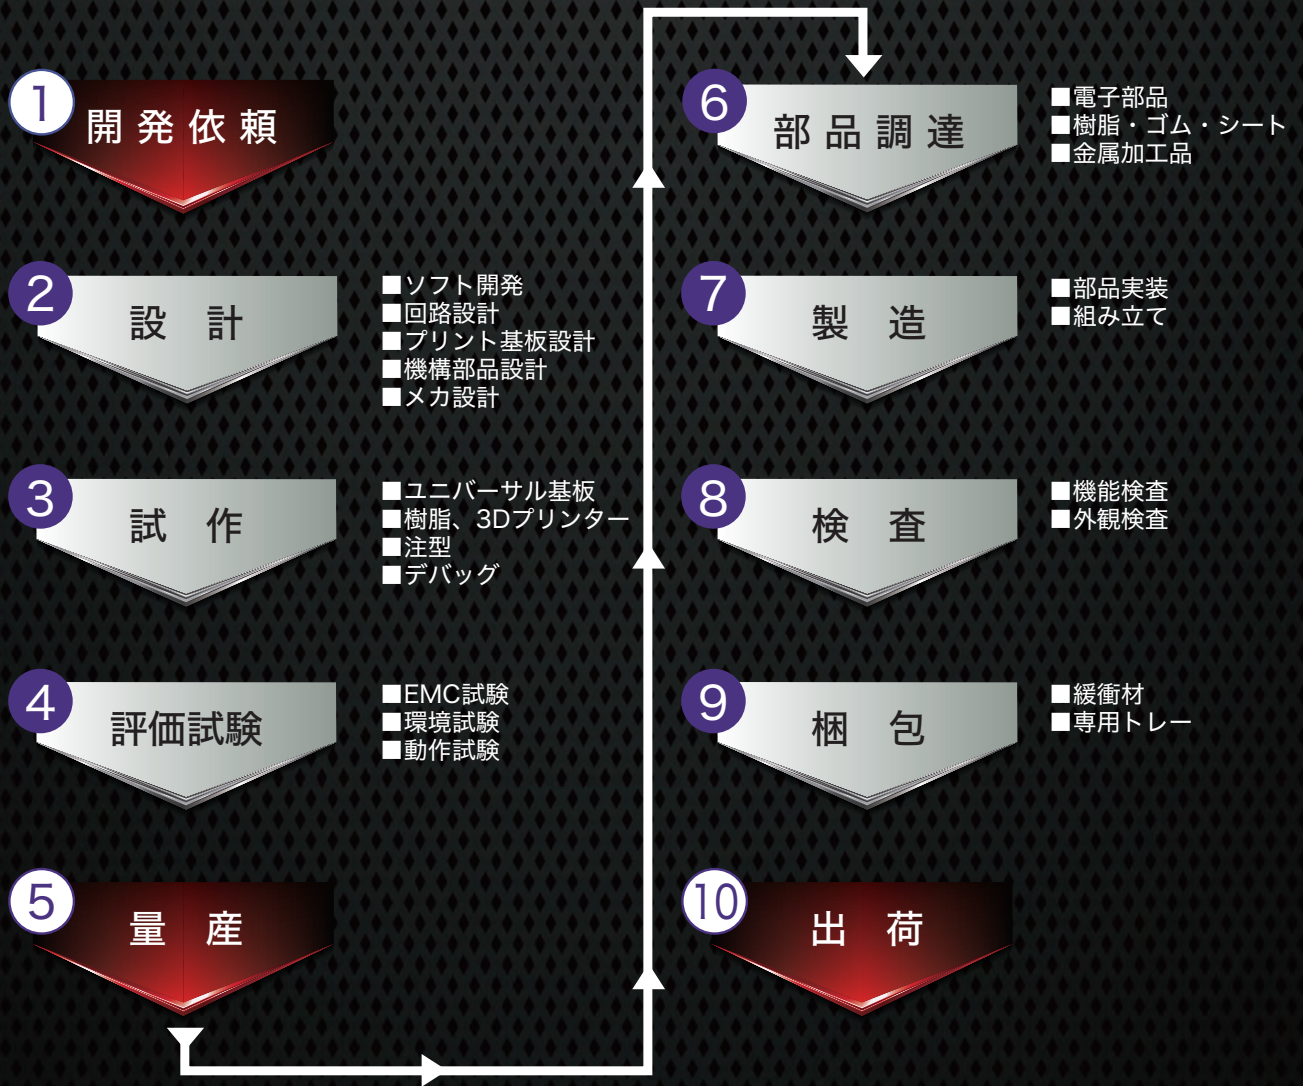 1
開発依頼
2
設 計
■ソフト開発
■回路設計
■プリント基板設計
■機構部品設計
■メカ設計
3
試 作
■ユニバーサル基板
■樹脂、3Dプリンター
■注型
■デバッグ
4
評価試験
■EMC試験
■環境試験
■動作試験
5
量 産
6
部品調達
■電子部品
■樹脂・ゴム・シート
■金属加工品
7
製 造
■部品実装
■組み立て
8
検 査
■機能検査
■外観検査
9
梱 包
■緩衝材
■専用トレー
10
出 荷